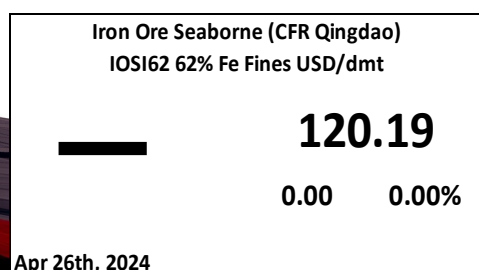 Iron Ore Seaborne (CFR Qingdao)
IOSI62 62% Fe Fines USD/dmt
120.19
0.00 0.00%
Apr 26th, 2024